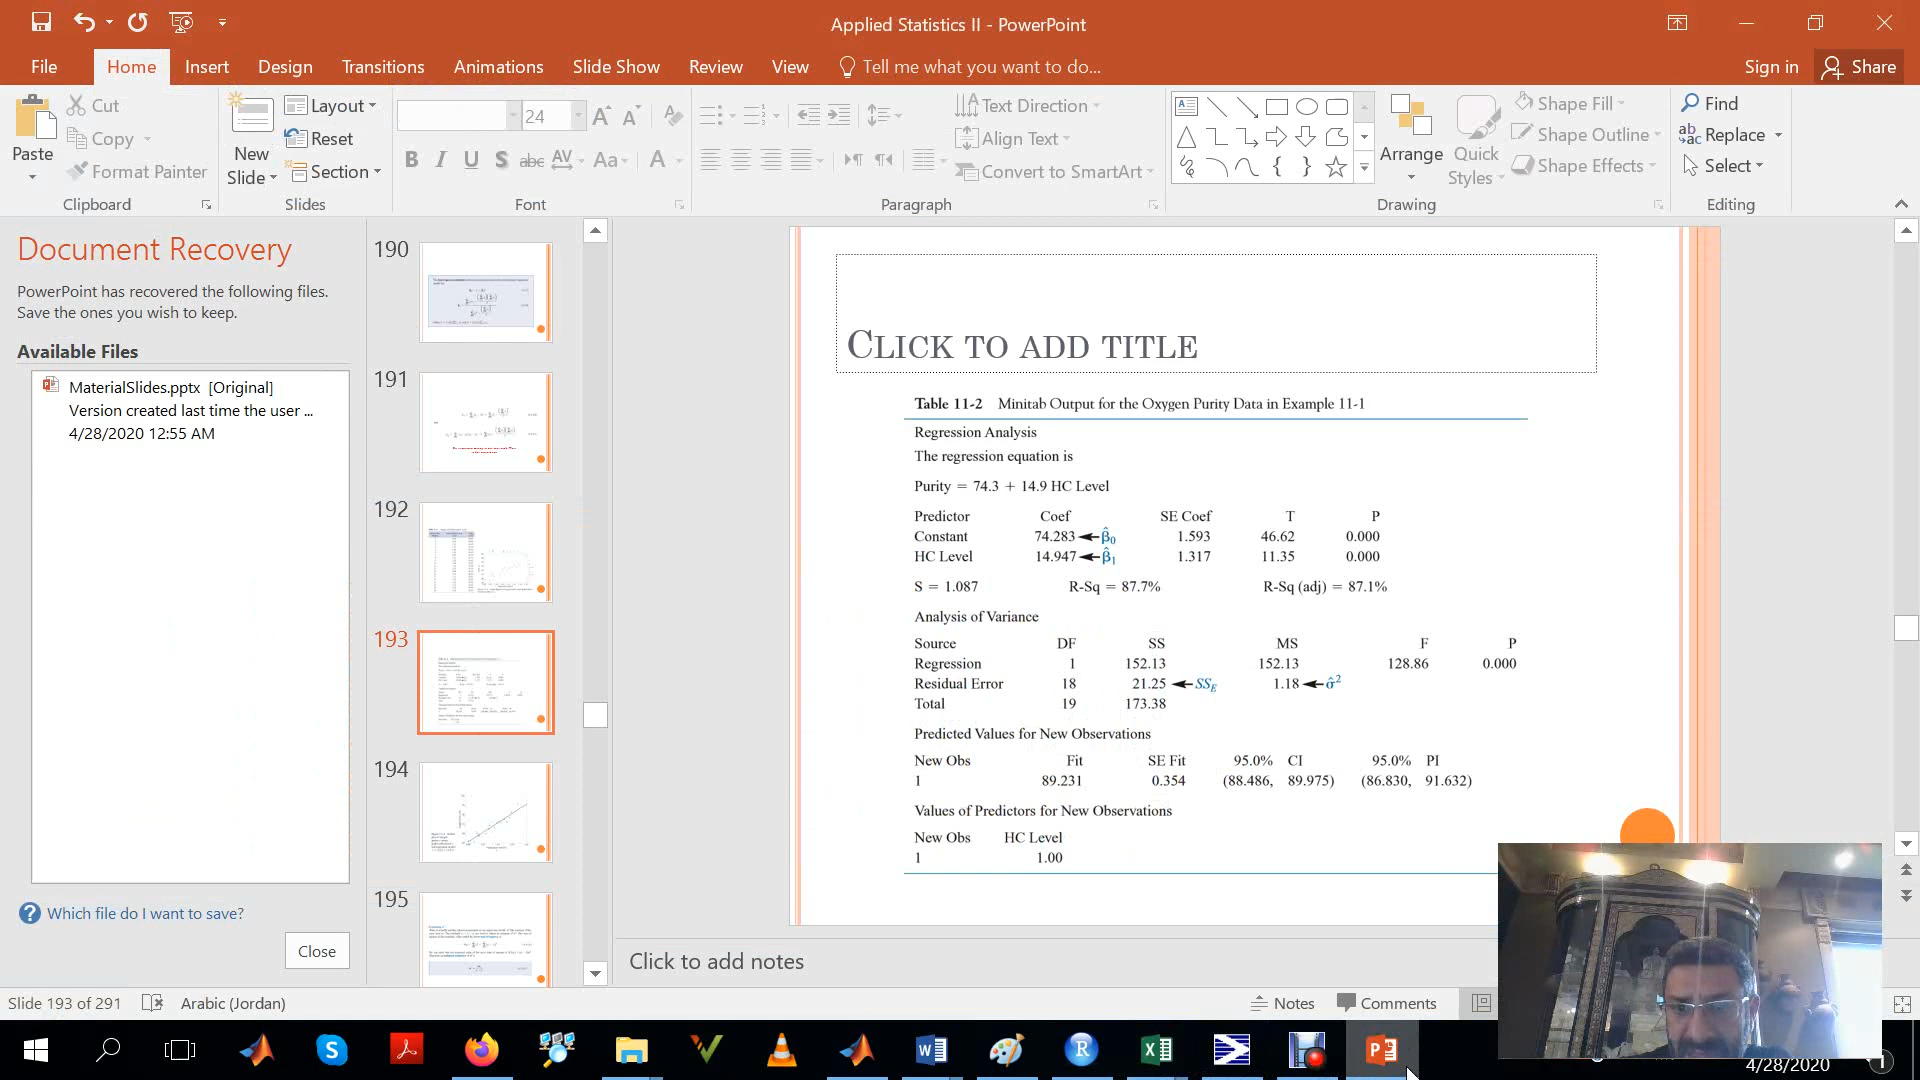 Applied Statistics II - PowerPoint
File Home Insert Design Transitions Animations Slide Show Review View Tell me what you want to do... Sign in Share
Paste
Cut
Copy
Format Painter
Clipboard
New
Slide
Layout
Reset
Section
Slides
24
B I U S abc AV Aa A
Font
Text Direction
Align Text
Convert to SmartArt
Paragraph
Arrange
Quick
Styles
Shape Fill
Shape Outline
Shape Effects
Drawing
Find
Replace
Select
Editing
Document Recovery
PowerPoint has recovered the following files.
Save the ones you wish to keep.
Available Files
MaterialSlides.pptx [Original]
Version created last time the user ...
4/28/2020 12:55 AM
Which file do I want to save?
Close
190
191
192
193
194
195
CLICK TO ADD TITLE
Table 11-2 Minitab Output for the Oxygen Purity Data in Example 11-1
Regression Analysis
The regression equation is
Purity = 74.3 + 14.9 HC Level
Predictor Coef SE Coef T P
Constant 74.283 β̂0 1.593 46.62 0.000
HC Level 14.947 β̂1 1.317 11.35 0.000
S = 1.087 R-Sq = 87.7% R-Sq (adj) = 87.1%
Analysis of Variance
Source DF SS MS F P
Regression 1 152.13 152.13 128.86 0.000
Residual Error 18 21.25 SSE 1.18 σ̂2
Total 19 173.38
Predicted Values for New Observations
New Obs Fit SE Fit 95.0% CI 95.0% PI
1 89.231 0.354 (88.486, 89.975) (86.830, 91.632)
Values of Predictors for New Observations
New Obs HC Level
1 1.00
Click to add notes
Slide 193 of 291 Arabic (Jordan) Notes Comments
4/28/2020